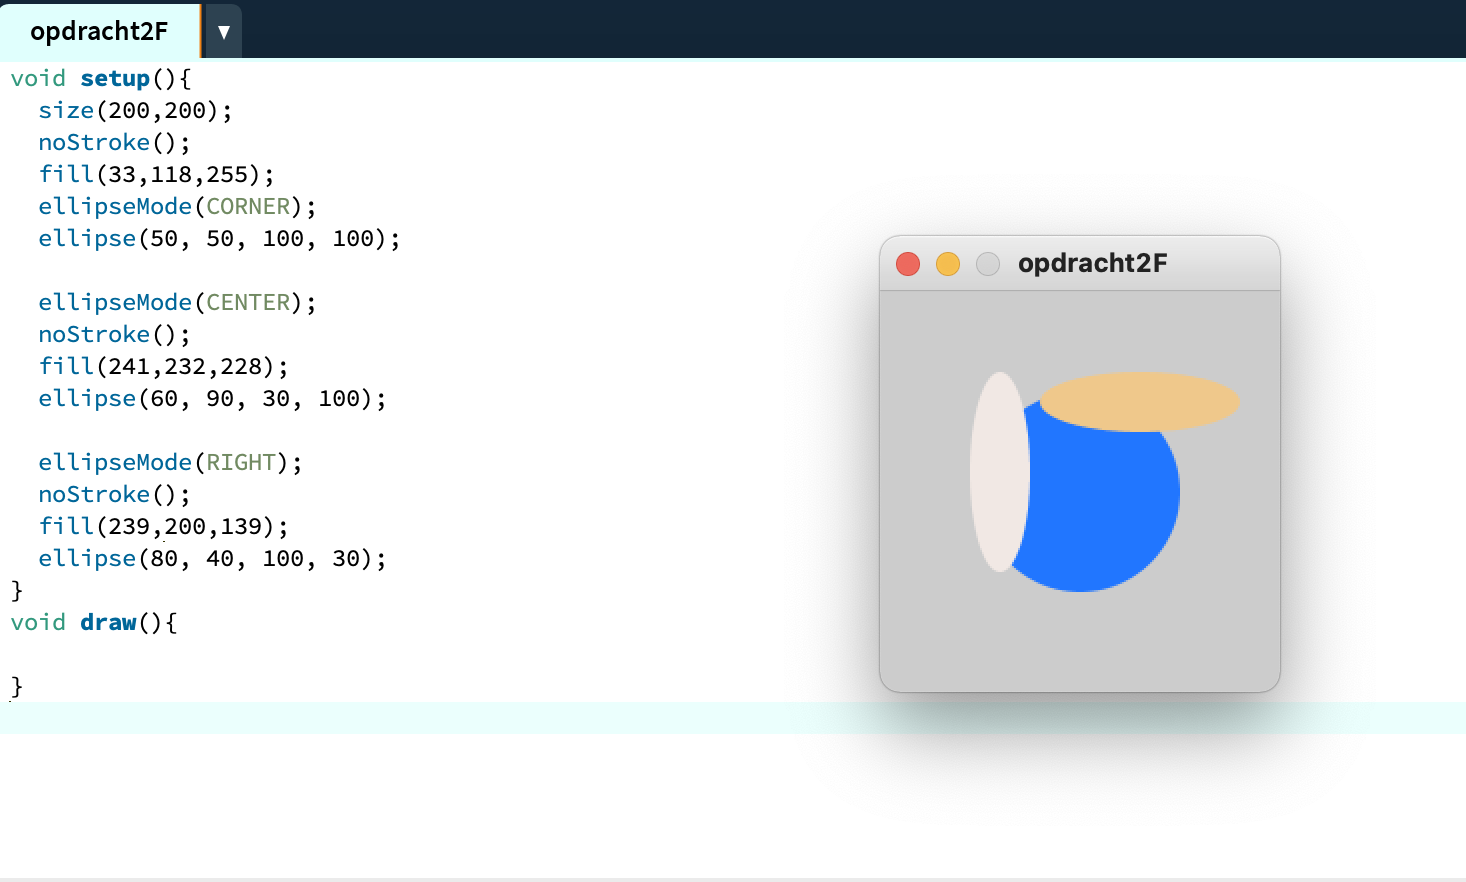 opdracht2F ▼
void setup(){
  size(200,200);
  noStroke();
  fill(33,118,255);
  ellipseMode(CORNER);
  ellipse(50, 50, 100, 100);

  ellipseMode(CENTER);
  noStroke();
  fill(241,232,228);
  ellipse(60, 90, 30, 100);

  ellipseMode(RIGHT);
  noStroke();
  fill(239,200,139);
  ellipse(80, 40, 100, 30);
}
void draw(){

}
opdracht2F